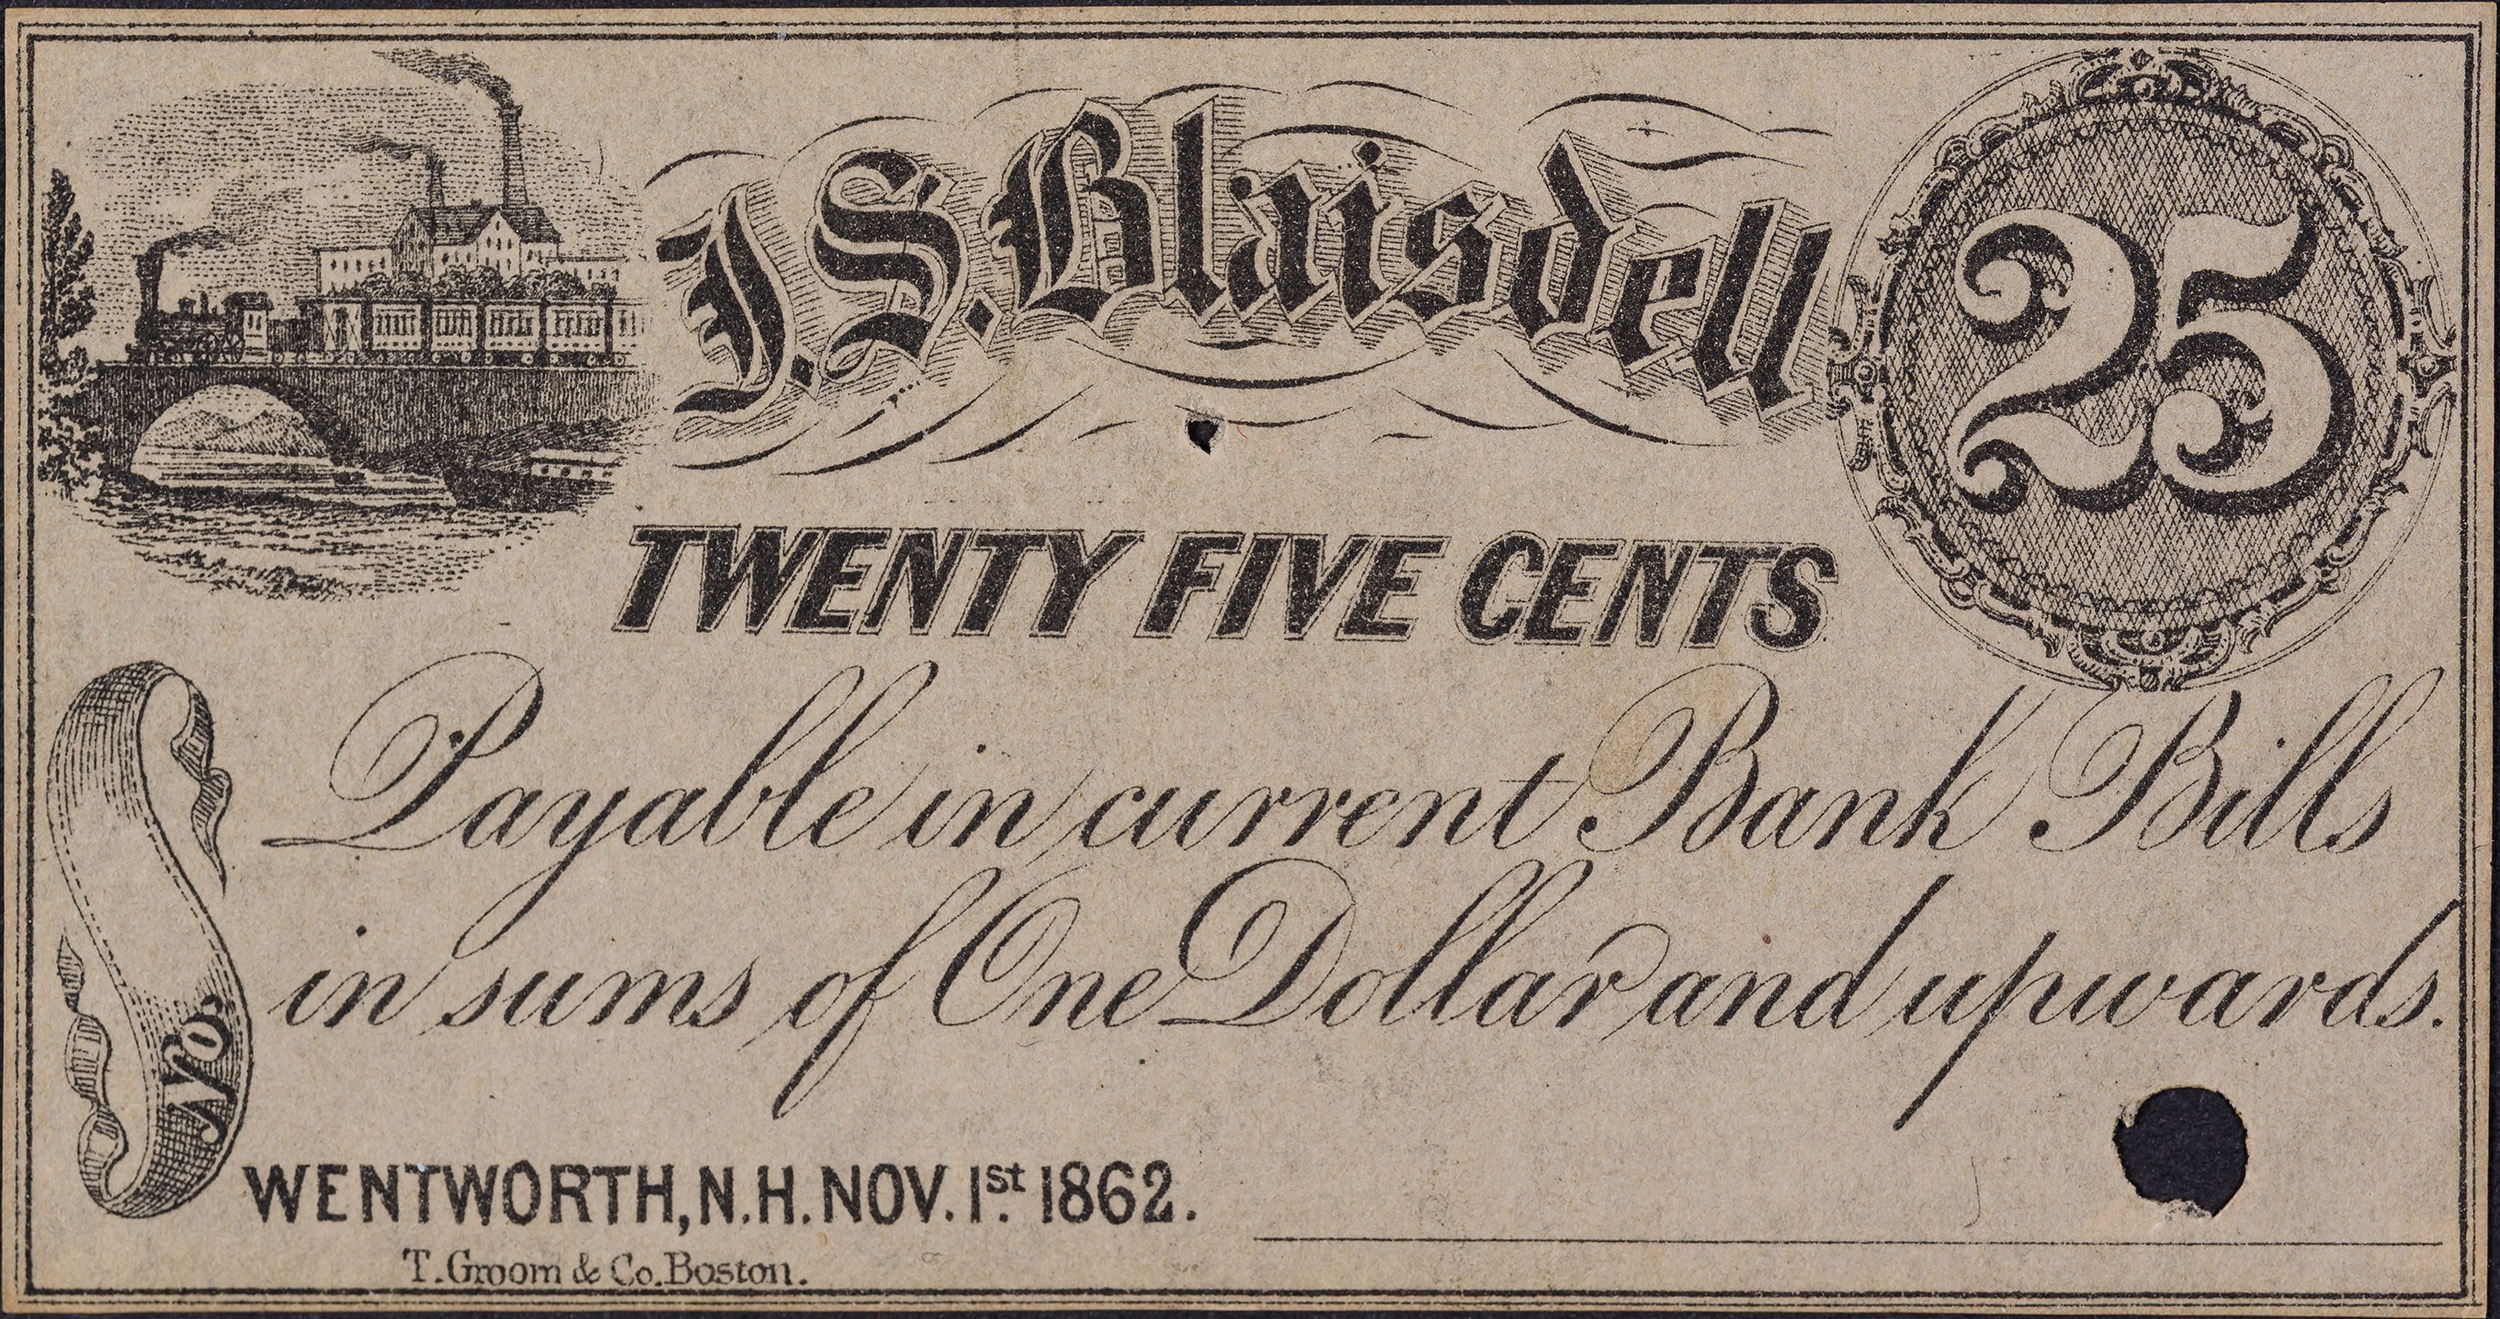 J. S. Blaisdell
25
TWENTY FIVE CENTS
Payable in current Bank Bills
in sums of One Dollar and upwards.
No.
WENTWORTH, N.H. NOV. 1st 1862.
T. Groom & Co. Boston.